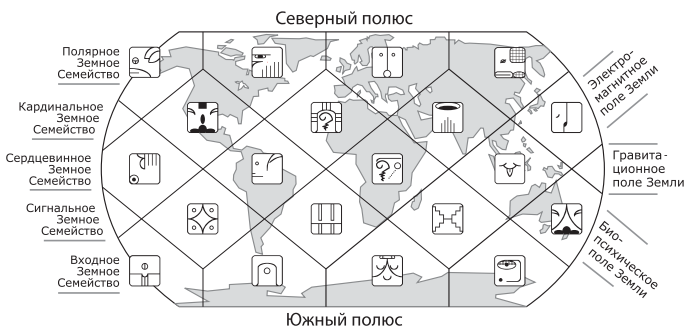 Северный полюс
Полярное
Земное
Семейство
Кардинальное
Земное
Семейство
Сердцевинное
Земное
Семейство
Сигнальное
Земное
Семейство
Входное
Земное
Семейство
Электро-
магнитное
поле Земли
Гравита-
ционное
поле Земли
Био-
психическое
поле Земли
Южный полюс